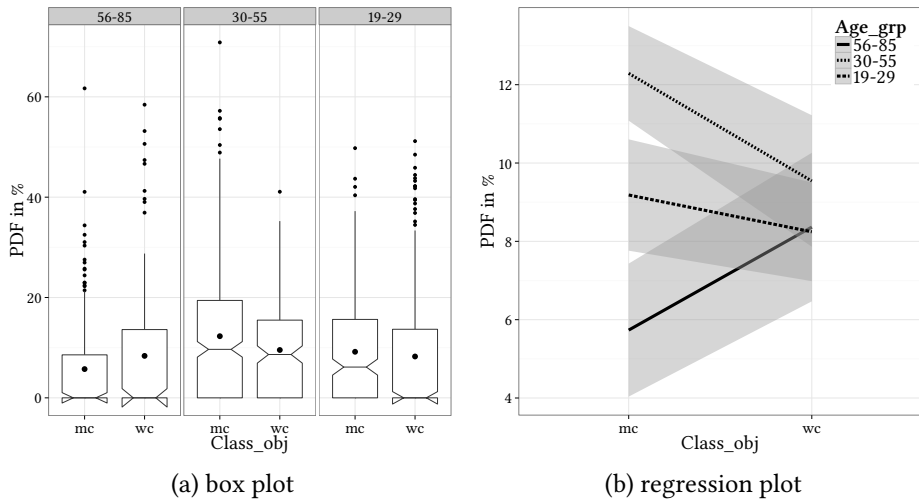 56-85 30-55 19-29
PDF in %
60
40
20
0
mc wc mc wc mc wc
Class_obj
(a) box plot
Age_grp
56-85
30-55
19-29
PDF in %
12
10
8
6
4
mc wc
Class_obj
(b) regression plot